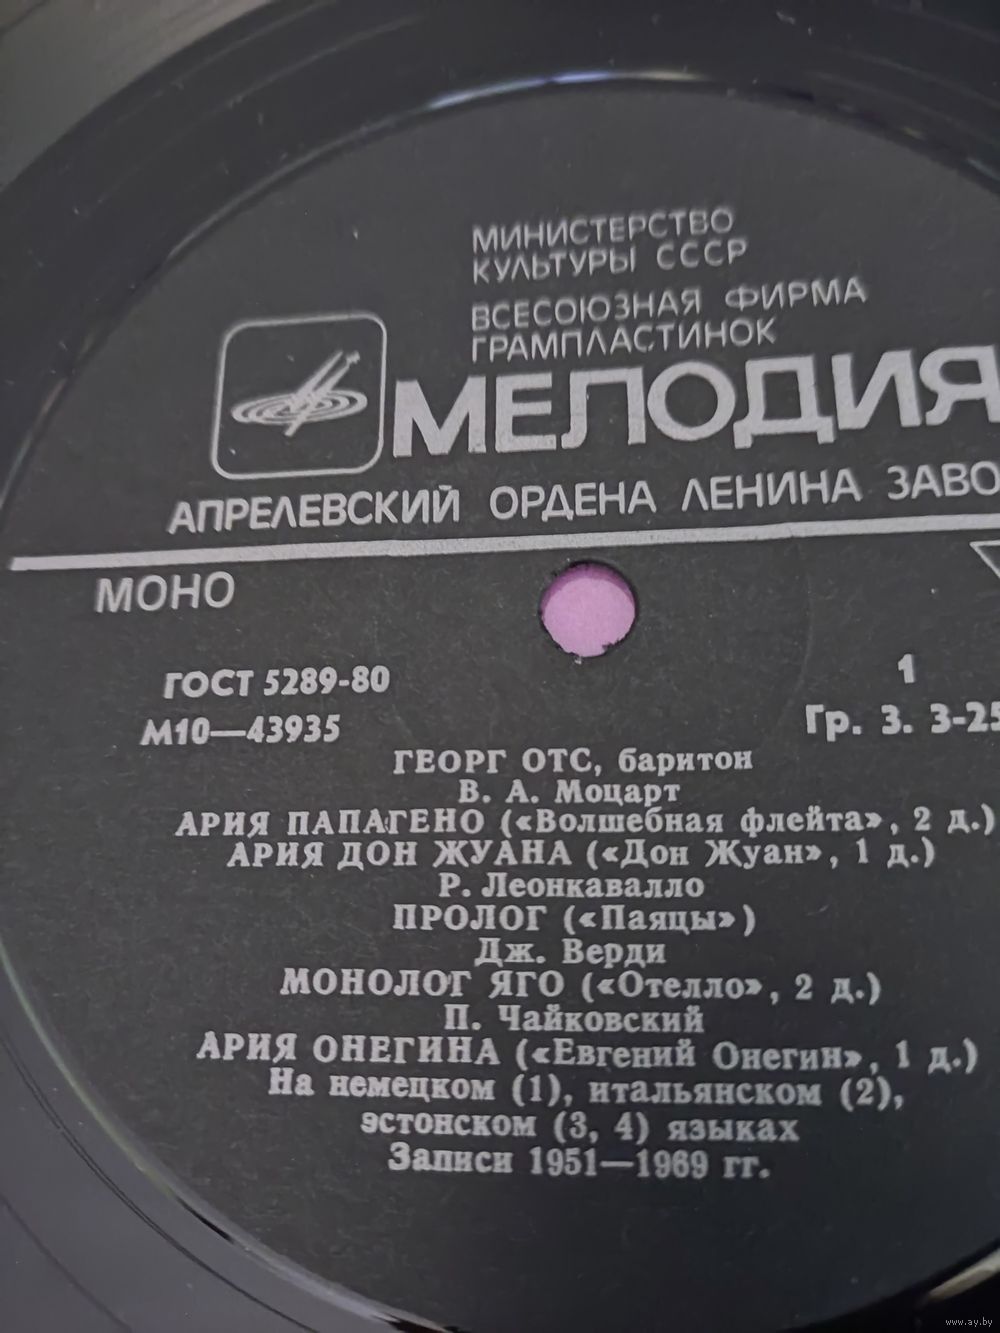 МИНИСТЕРСТВО
КУЛЬТУРЫ СССР
ВСЕСОЮЗНАЯ ФИРМА
ГРАМПЛАСТИНОК
МЕЛОДИЯ
АПРЕЛЕВСКИЙ ОРДЕНА ЛЕНИНА ЗАВО
МОНО
ГОСТ 5289-80
1
М10—43935
Гр. 3. 3-25
ГЕОРГ ОТС, баритон
В. А. Моцарт
АРИЯ ПАПАГЕНО («Волшебная флейта», 2 д.)
АРИЯ ДОН ЖУАНА («Дон Жуан», 1 д.)
Р. Леонкавалло
ПРОЛОГ («Паяцы»)
Дж. Верди
МОНОЛОГ ЯГО («Отелло», 2 д.)
П. Чайковский
АРИЯ ОНЕГИНА («Евгений Онегин», 1 д.)
На немецком (1), итальянском (2),
эстонском (3, 4) языках
Записи 1951—1969 гг.
www.ay.by